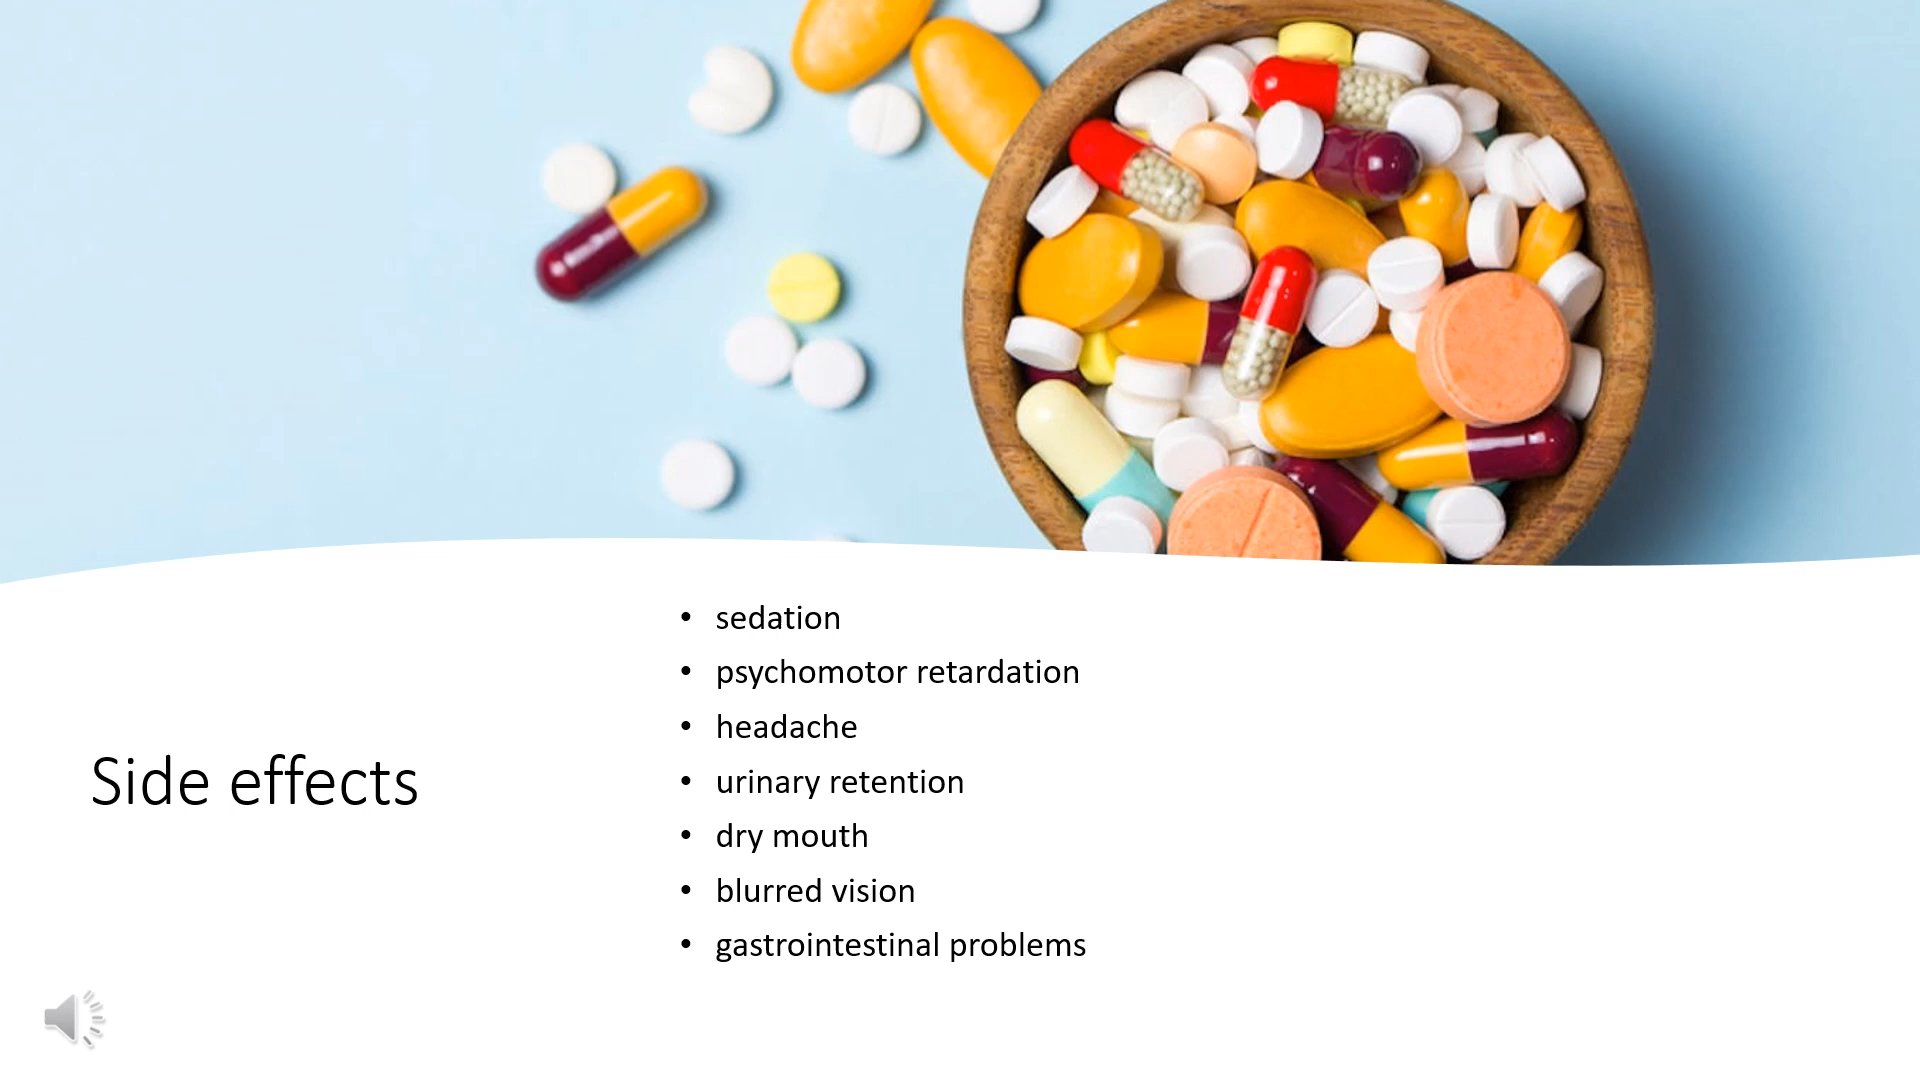 Side effects
• sedation
• psychomotor retardation
• headache
• urinary retention
• dry mouth
• blurred vision
• gastrointestinal problems